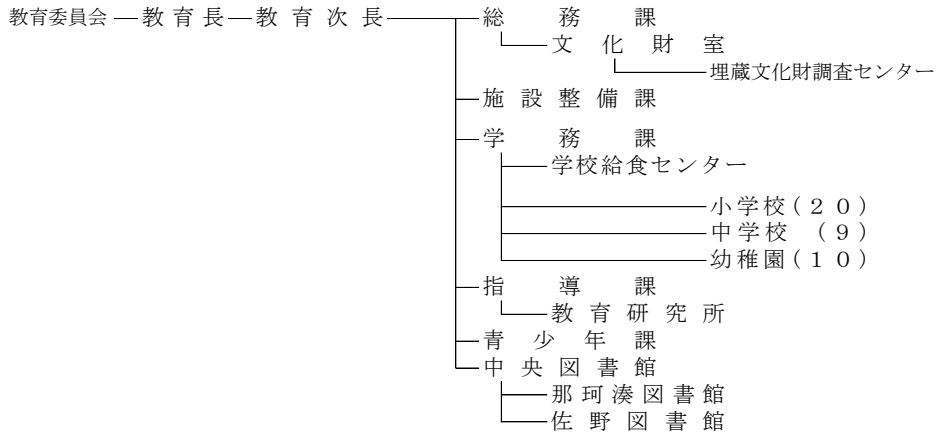 教育委員会 教育長 教育次長 総務課
文化財室
埋蔵文化財調査センター
施設整備課
学務課
学校給食センター
小学校(20)
中学校 (9)
幼稚園(10)
指導課
教育研究所
青少年課
中央図書館
那珂湊図書館
佐野図書館